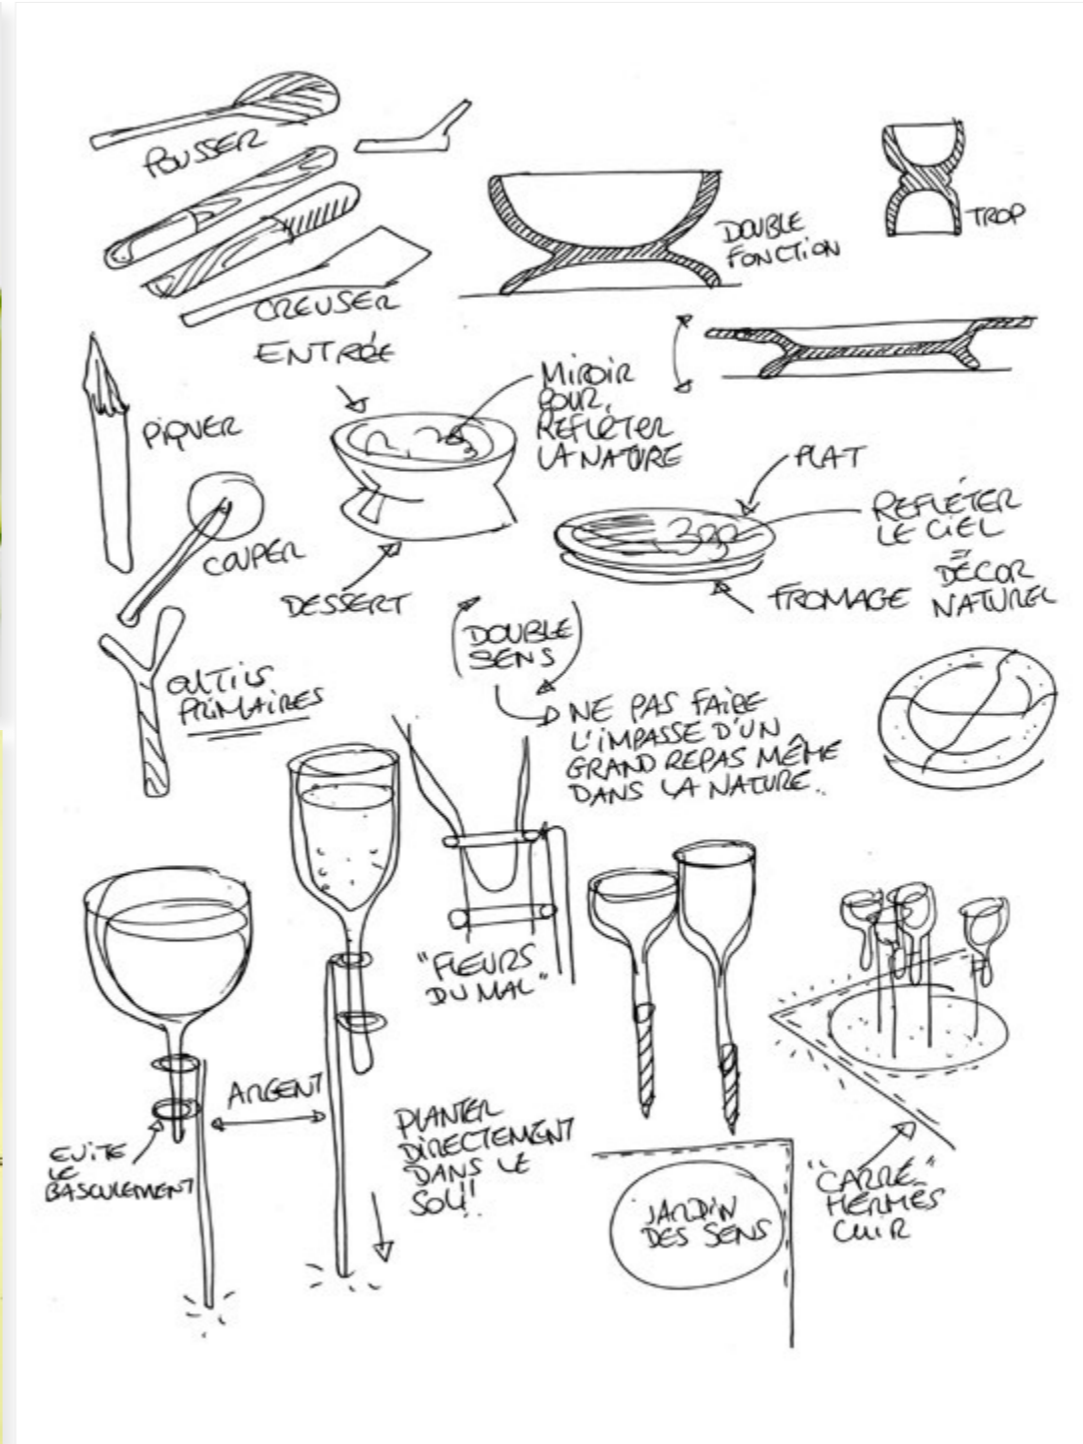 POUSSER
CREUSER
DOUBLE
FONCTION
TROP
ENTRÉE
MIROIR
POUR
REFLÉTER
LA NATURE
PIQUER
COUPER
DESSERT
PLAT
REFLÉTER
LE CIEL
=
DÉCOR
NATUREL
FROMAGE
OUTILS
PRIMAIRES
DOUBLE
SENS
NE PAS FAIRE
L'IMPASSE D'UN
GRAND REPAS MÊME
DANS LA NATURE..
"FLEURS
DU MAL"
ARGENT
EVITE
LE
BASCULEMENT
PLANTER
DIRECTEMENT
DANS LE
SOL!!
JARDIN
DES SENS
"CARRÉ"
HERMES
CUIR